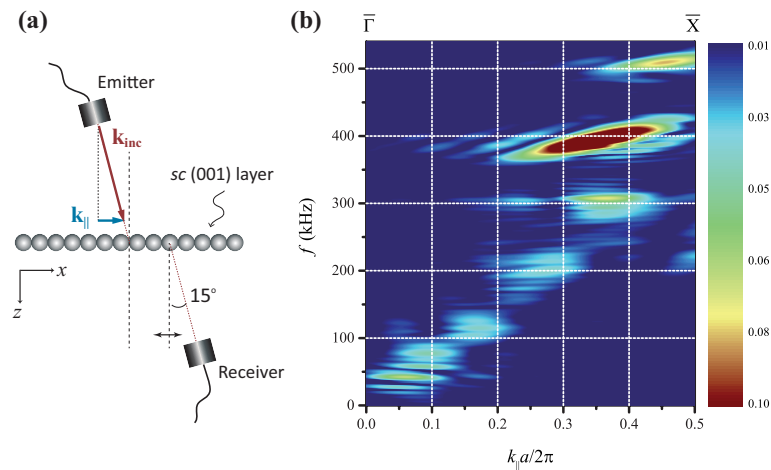 (a)
Emitter
k_inc
sc (001) layer
k_∥
x
z
15°
Receiver
(b)
Γ̅
X̅
500
400
300
200
100
0
f (kHz)
0.0
0.1
0.2
0.3
0.4
0.5
k_∥a/2π
0.01
0.03
0.05
0.06
0.08
0.10